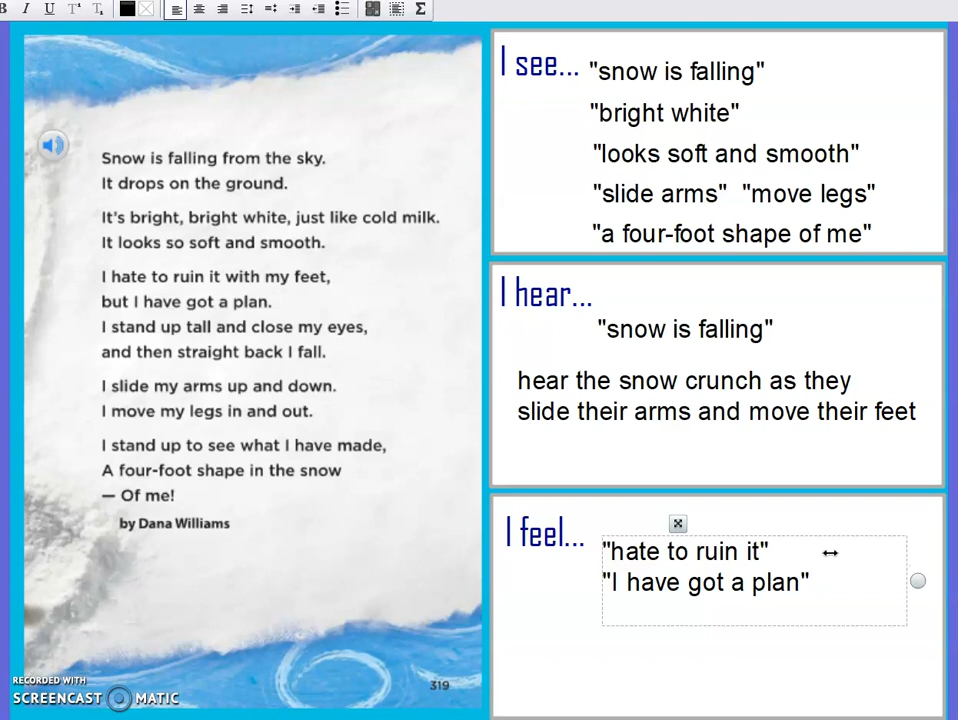 B I U T T Σ
Snow is falling from the sky.
It drops on the ground.
It's bright, bright white, just like cold milk.
It looks so soft and smooth.
I hate to ruin it with my feet,
but I have got a plan.
I stand up tall and close my eyes,
and then straight back I fall.
I slide my arms up and down.
I move my legs in and out.
I stand up to see what I have made,
A four-foot shape in the snow
— Of me!
by Dana Williams
319
RECORDED WITH
SCREENCAST MATIC
I see...
"snow is falling"
"bright white"
"looks soft and smooth"
"slide arms" "move legs"
"a four-foot shape of me"
I hear...
"snow is falling"
hear the snow crunch as they
slide their arms and move their feet
I feel...
"hate to ruin it"
"I have got a plan"